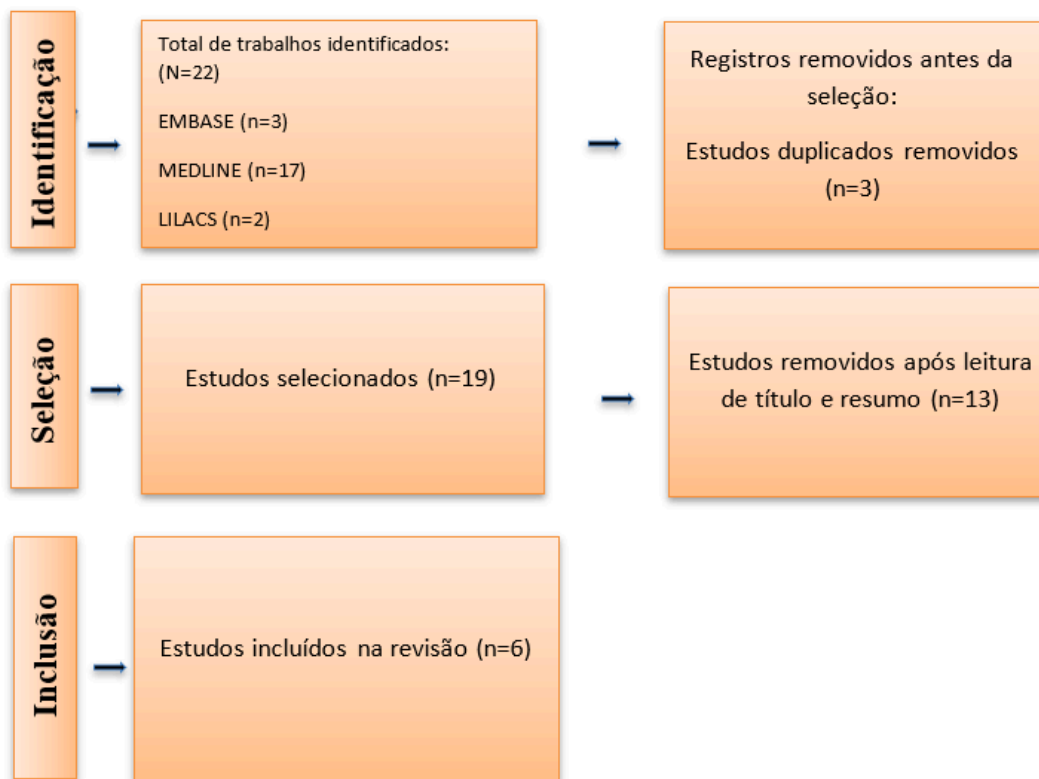 Identificação
Total de trabalhos identificados:
(N=22)
EMBASE (n=3)
MEDLINE (n=17)
LILACS (n=2)
Registros removidos antes da
seleção:
Estudos duplicados removidos
(n=3)
Seleção
Estudos selecionados (n=19)
Estudos removidos após leitura
de título e resumo (n=13)
Inclusão
Estudos incluídos na revisão (n=6)